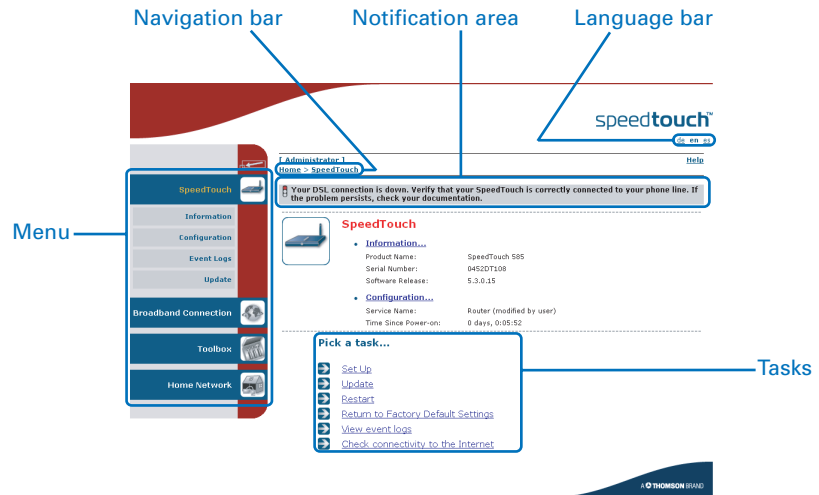 Navigation bar Notification area Language bar
speedtouch™
de en es
[ Administrator ]
Help
Home > SpeedTouch
Your DSL connection is down. Verify that your SpeedTouch is correctly connected to your phone line. If
the problem persists, check your documentation.
Menu
SpeedTouch
Information
Configuration
Event Logs
Update
Broadband Connection
Toolbox
Home Network
SpeedTouch
Information...
Product Name: SpeedTouch 585
Serial Number: 0452DT108
Software Release: 5.3.0.15
Configuration...
Service Name: Router (modified by user)
Time Since Power-on: 0 days, 0:05:52
Pick a task...
Set Up
Update
Restart
Return to Factory Default Settings
View event logs
Check connectivity to the Internet
Tasks
A THOMSON BRAND